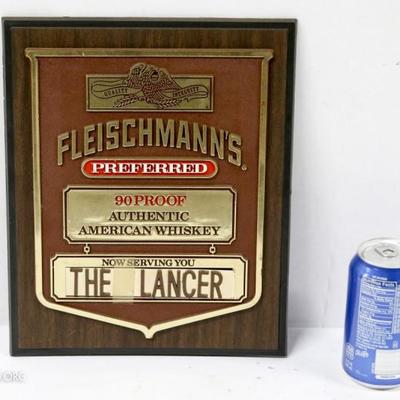 QUALITY INTEGRITY
FLEISCHMANN'S
PREFERRED
90 PROOF
AUTHENTIC
AMERICAN WHISKEY
NOW SERVING YOU
THE LANCER